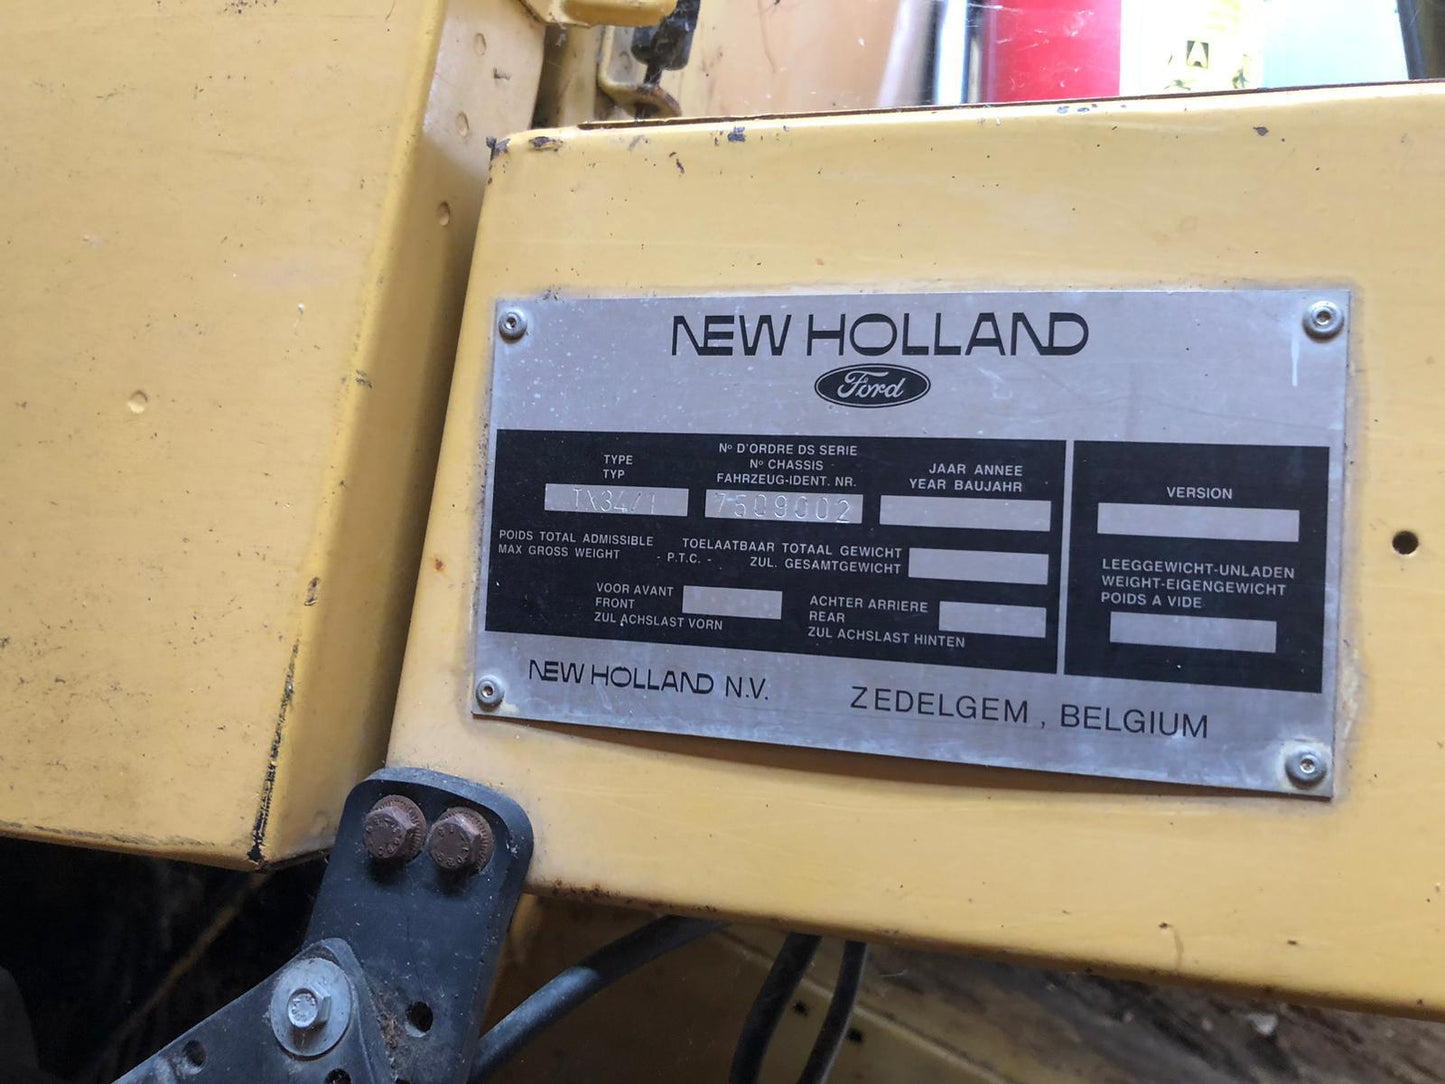 NEW HOLLAND
Ford
TYPE
TYP
TX34/1
Nº D'ORDRE DS SERIE
Nº CHASSIS
FAHRZEUG-IDENT. NR.
7509002
JAAR ANNEE
YEAR BAUJAHR
VERSION
POIDS TOTAL ADMISSIBLE
MAX GROSS WEIGHT
- P.T.C. -
TOELAATBAAR TOTAAL GEWICHT
ZUL. GESAMTGEWICHT
VOOR AVANT
FRONT
ZUL ACHSLAST VORN
ACHTER ARRIERE
REAR
ZUL ACHSLAST HINTEN
LEEGGEWICHT-UNLADEN
WEIGHT-EIGENGEWICHT
POIDS A VIDE
NEW HOLLAND N.V.
ZEDELGEM, BELGIUM